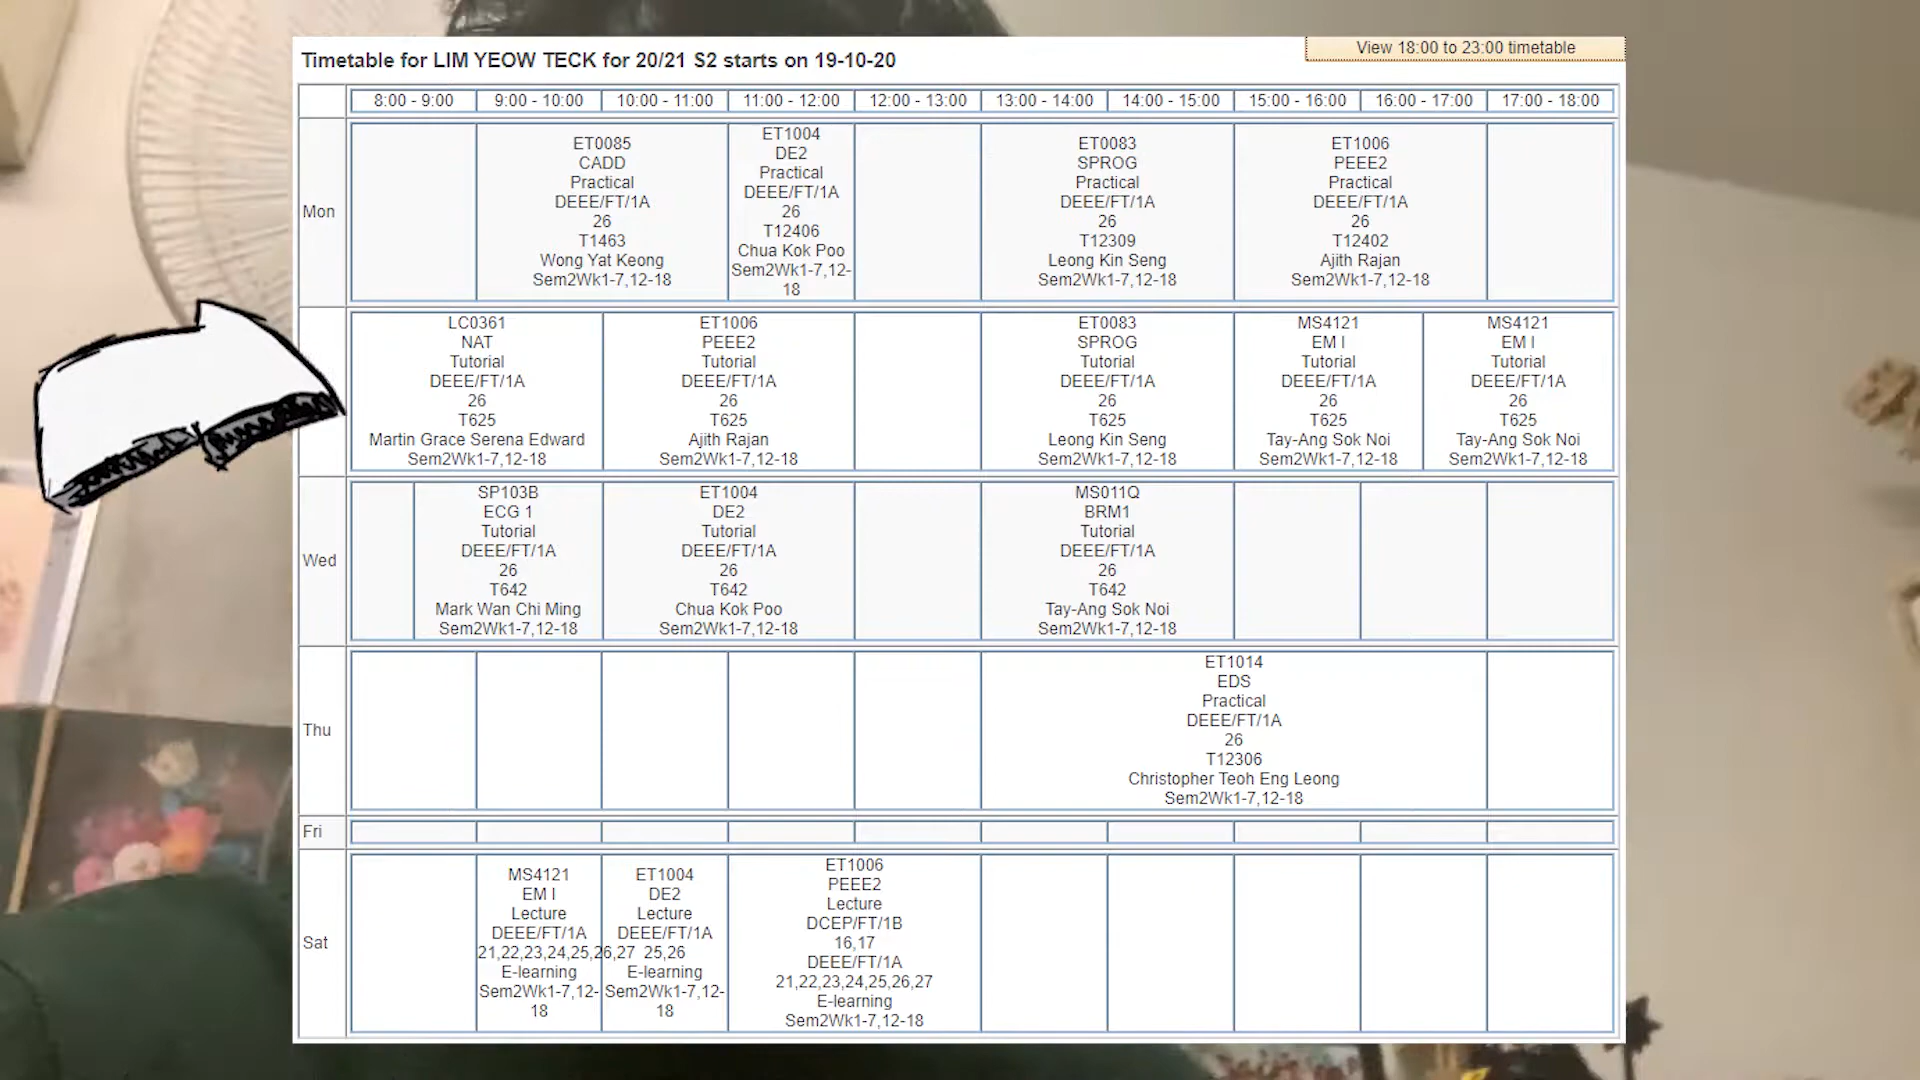 Timetable for LIM YEOW TECK for 20/21 S2 starts on 19-10-20
View 18:00 to 23:00 timetable
8:00 - 9:00
9:00 - 10:00
10:00 - 11:00
11:00 - 12:00
12:00 - 13:00
13:00 - 14:00
14:00 - 15:00
15:00 - 16:00
16:00 - 17:00
17:00 - 18:00
Mon
ET0085
CADD
Practical
DEEE/FT/1A
26
T1463
Wong Yat Keong
Sem2Wk1-7,12-18
ET1004
DE2
Practical
DEEE/FT/1A
26
T12406
Chua Kok Poo
Sem2Wk1-7,12-
18
ET0083
SPROG
Practical
DEEE/FT/1A
26
T12309
Leong Kin Seng
Sem2Wk1-7,12-18
ET1006
PEEE2
Practical
DEEE/FT/1A
26
T12402
Ajith Rajan
Sem2Wk1-7,12-18
LC0361
NAT
Tutorial
DEEE/FT/1A
26
T625
Martin Grace Serena Edward
Sem2Wk1-7,12-18
ET1006
PEEE2
Tutorial
DEEE/FT/1A
26
T625
Ajith Rajan
Sem2Wk1-7,12-18
ET0083
SPROG
Tutorial
DEEE/FT/1A
26
T625
Leong Kin Seng
Sem2Wk1-7,12-18
MS4121
EM I
Tutorial
DEEE/FT/1A
26
T625
Tay-Ang Sok Noi
Sem2Wk1-7,12-18
MS4121
EM I
Tutorial
DEEE/FT/1A
26
T625
Tay-Ang Sok Noi
Sem2Wk1-7,12-18
Wed
SP103B
ECG 1
Tutorial
DEEE/FT/1A
26
T642
Mark Wan Chi Ming
Sem2Wk1-7,12-18
ET1004
DE2
Tutorial
DEEE/FT/1A
26
T642
Chua Kok Poo
Sem2Wk1-7,12-18
MS011Q
BRM1
Tutorial
DEEE/FT/1A
26
T642
Tay-Ang Sok Noi
Sem2Wk1-7,12-18
Thu
ET1014
EDS
Practical
DEEE/FT/1A
26
T12306
Christopher Teoh Eng Leong
Sem2Wk1-7,12-18
Fri
Sat
MS4121
EM I
Lecture
DEEE/FT/1A
21,22,23,24,25,26,27
E-learning
Sem2Wk1-7,12-
18
ET1004
DE2
Lecture
DEEE/FT/1A
25,26
E-learning
Sem2Wk1-7,12-
18
ET1006
PEEE2
Lecture
DCEP/FT/1B
16,17
DEEE/FT/1A
21,22,23,24,25,26,27
E-learning
Sem2Wk1-7,12-18